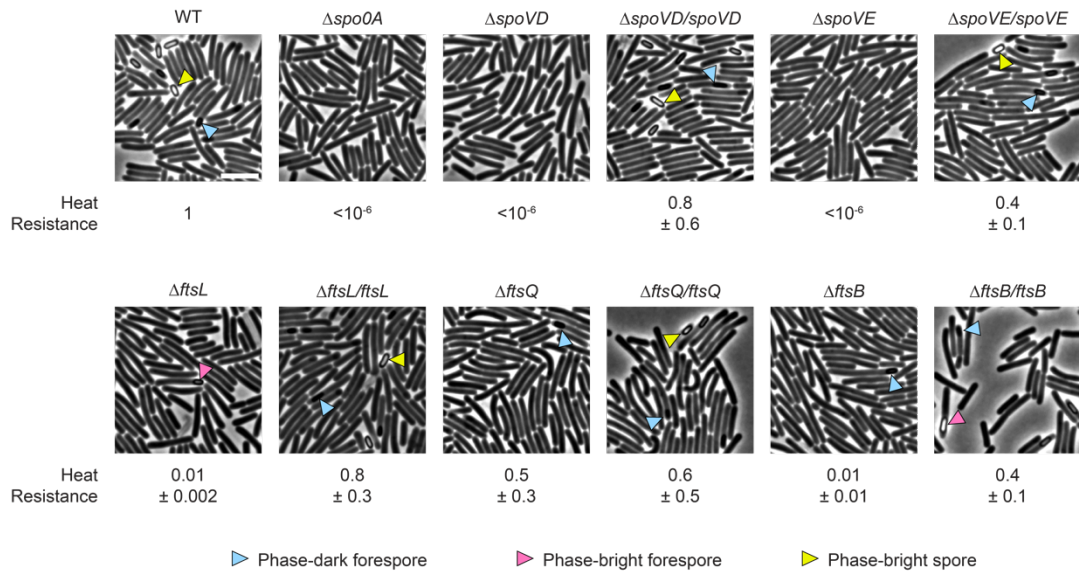 WT ΔspoOA ΔspoVD ΔspoVD/spoVD ΔspoVE ΔspoVE/spoVE
Heat Resistance 1 <10-6 <10-6 0.8 ± 0.6 <10-6 0.4 ± 0.1
ΔftsL ΔftsL/ftsL ΔftsQ ΔftsQ/ftsQ ΔftsB ΔftsB/ftsB
Heat Resistance 0.01 ± 0.002 0.8 ± 0.3 0.5 ± 0.3 0.6 ± 0.5 0.01 ± 0.01 0.4 ± 0.1
Phase-dark forespore Phase-bright forespore Phase-bright spore